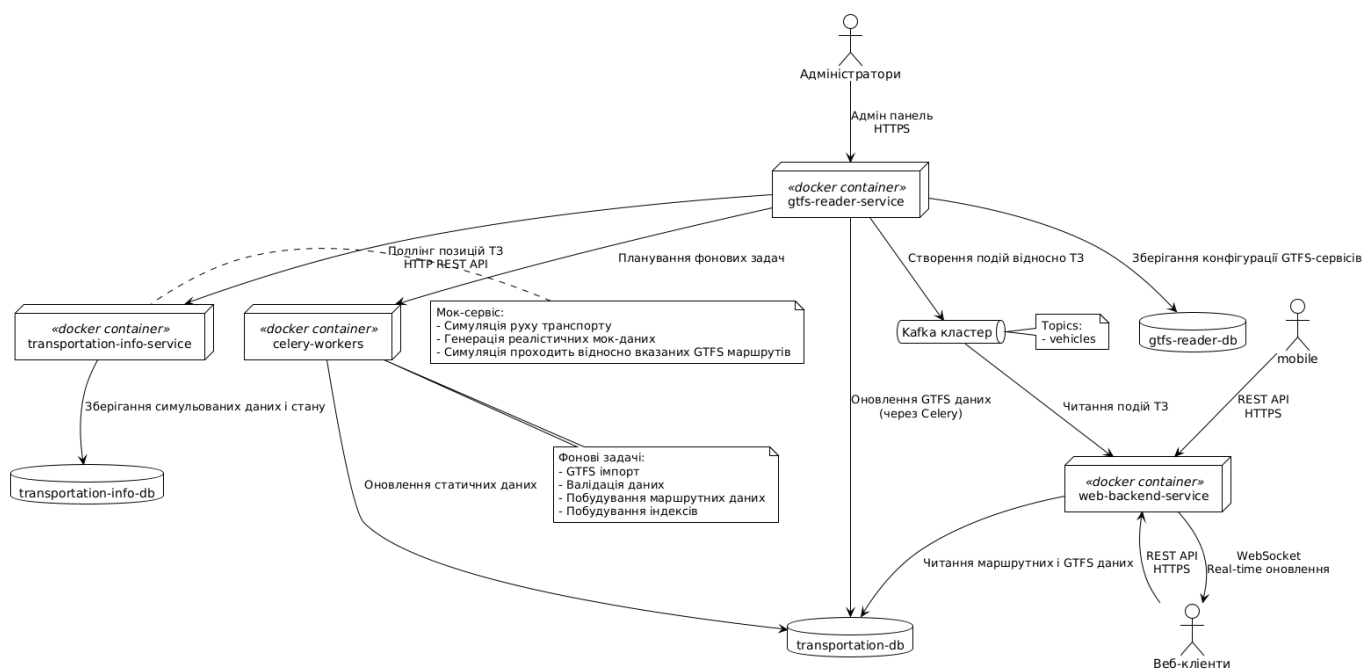 Адміністратори
Адмін панель
HTTPS
«docker container»
gtfs-reader-service
Поллінг позицій ТЗ
HTTP REST API
Планування фонових задач
Створення подій відносно ТЗ
Зберігання конфігурації GTFS-сервісів
«docker container»
transportation-info-service
«docker container»
celery-workers
Мок-сервіс:
- Симуляція руху транспорту
- Генерація реалістичних мок-даних
- Симуляція проходить відносно вказаних GTFS маршрутів
Kafka кластер
Topics:
- vehicles
gtfs-reader-db
mobile
Зберігання симульованих даних і стану
Оновлення GTFS даних
(через Celery)
Читання подій ТЗ
REST API
HTTPS
transportation-info-db
Оновлення статичних даних
Фонові задачі:
- GTFS імпорт
- Валідація даних
- Побудування маршрутних даних
- Побудування індексів
«docker container»
web-backend-service
Читання маршрутних і GTFS даних
REST API
HTTPS
WebSocket
Real-time оновлення
transportation-db
Веб-клієнти